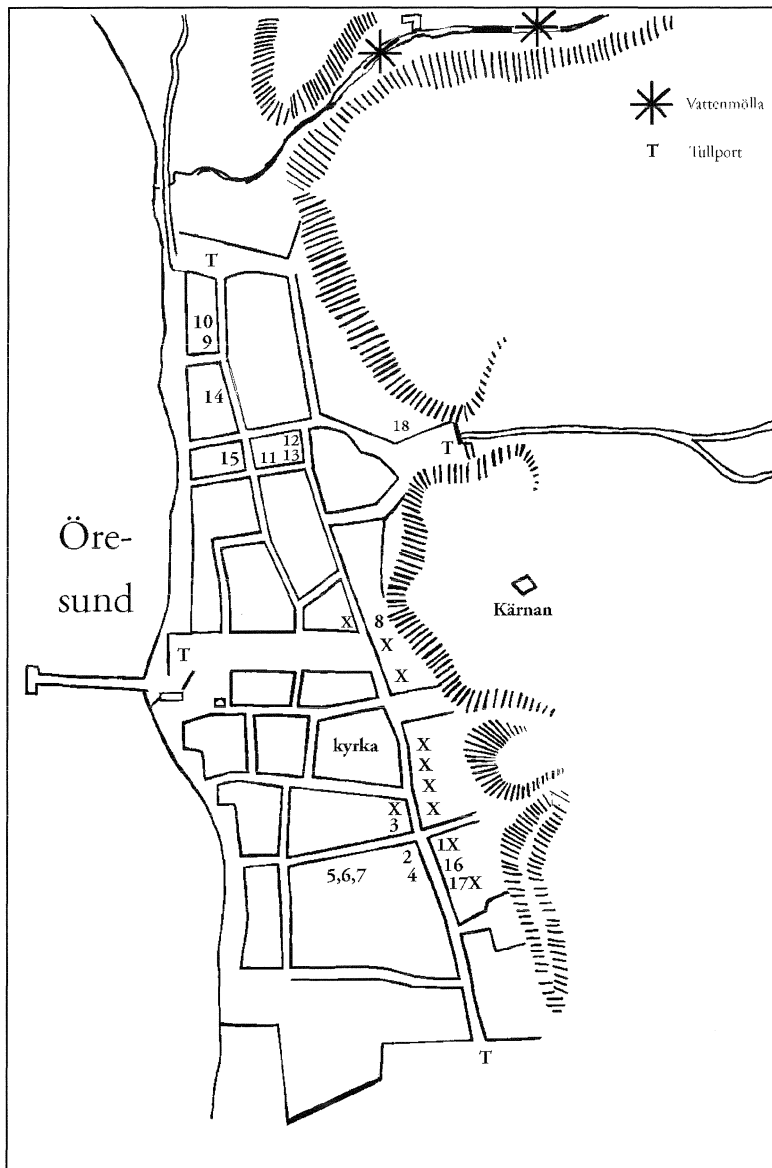 Vattenmölla
T Tullport
T
10
9
14
18
12
15 11 13
T
Öre-
sund
Kärnan
X 8
X
T
X
kyrka X
X
X
X X
3
2 1X
5,6,7 4 16
17X
T